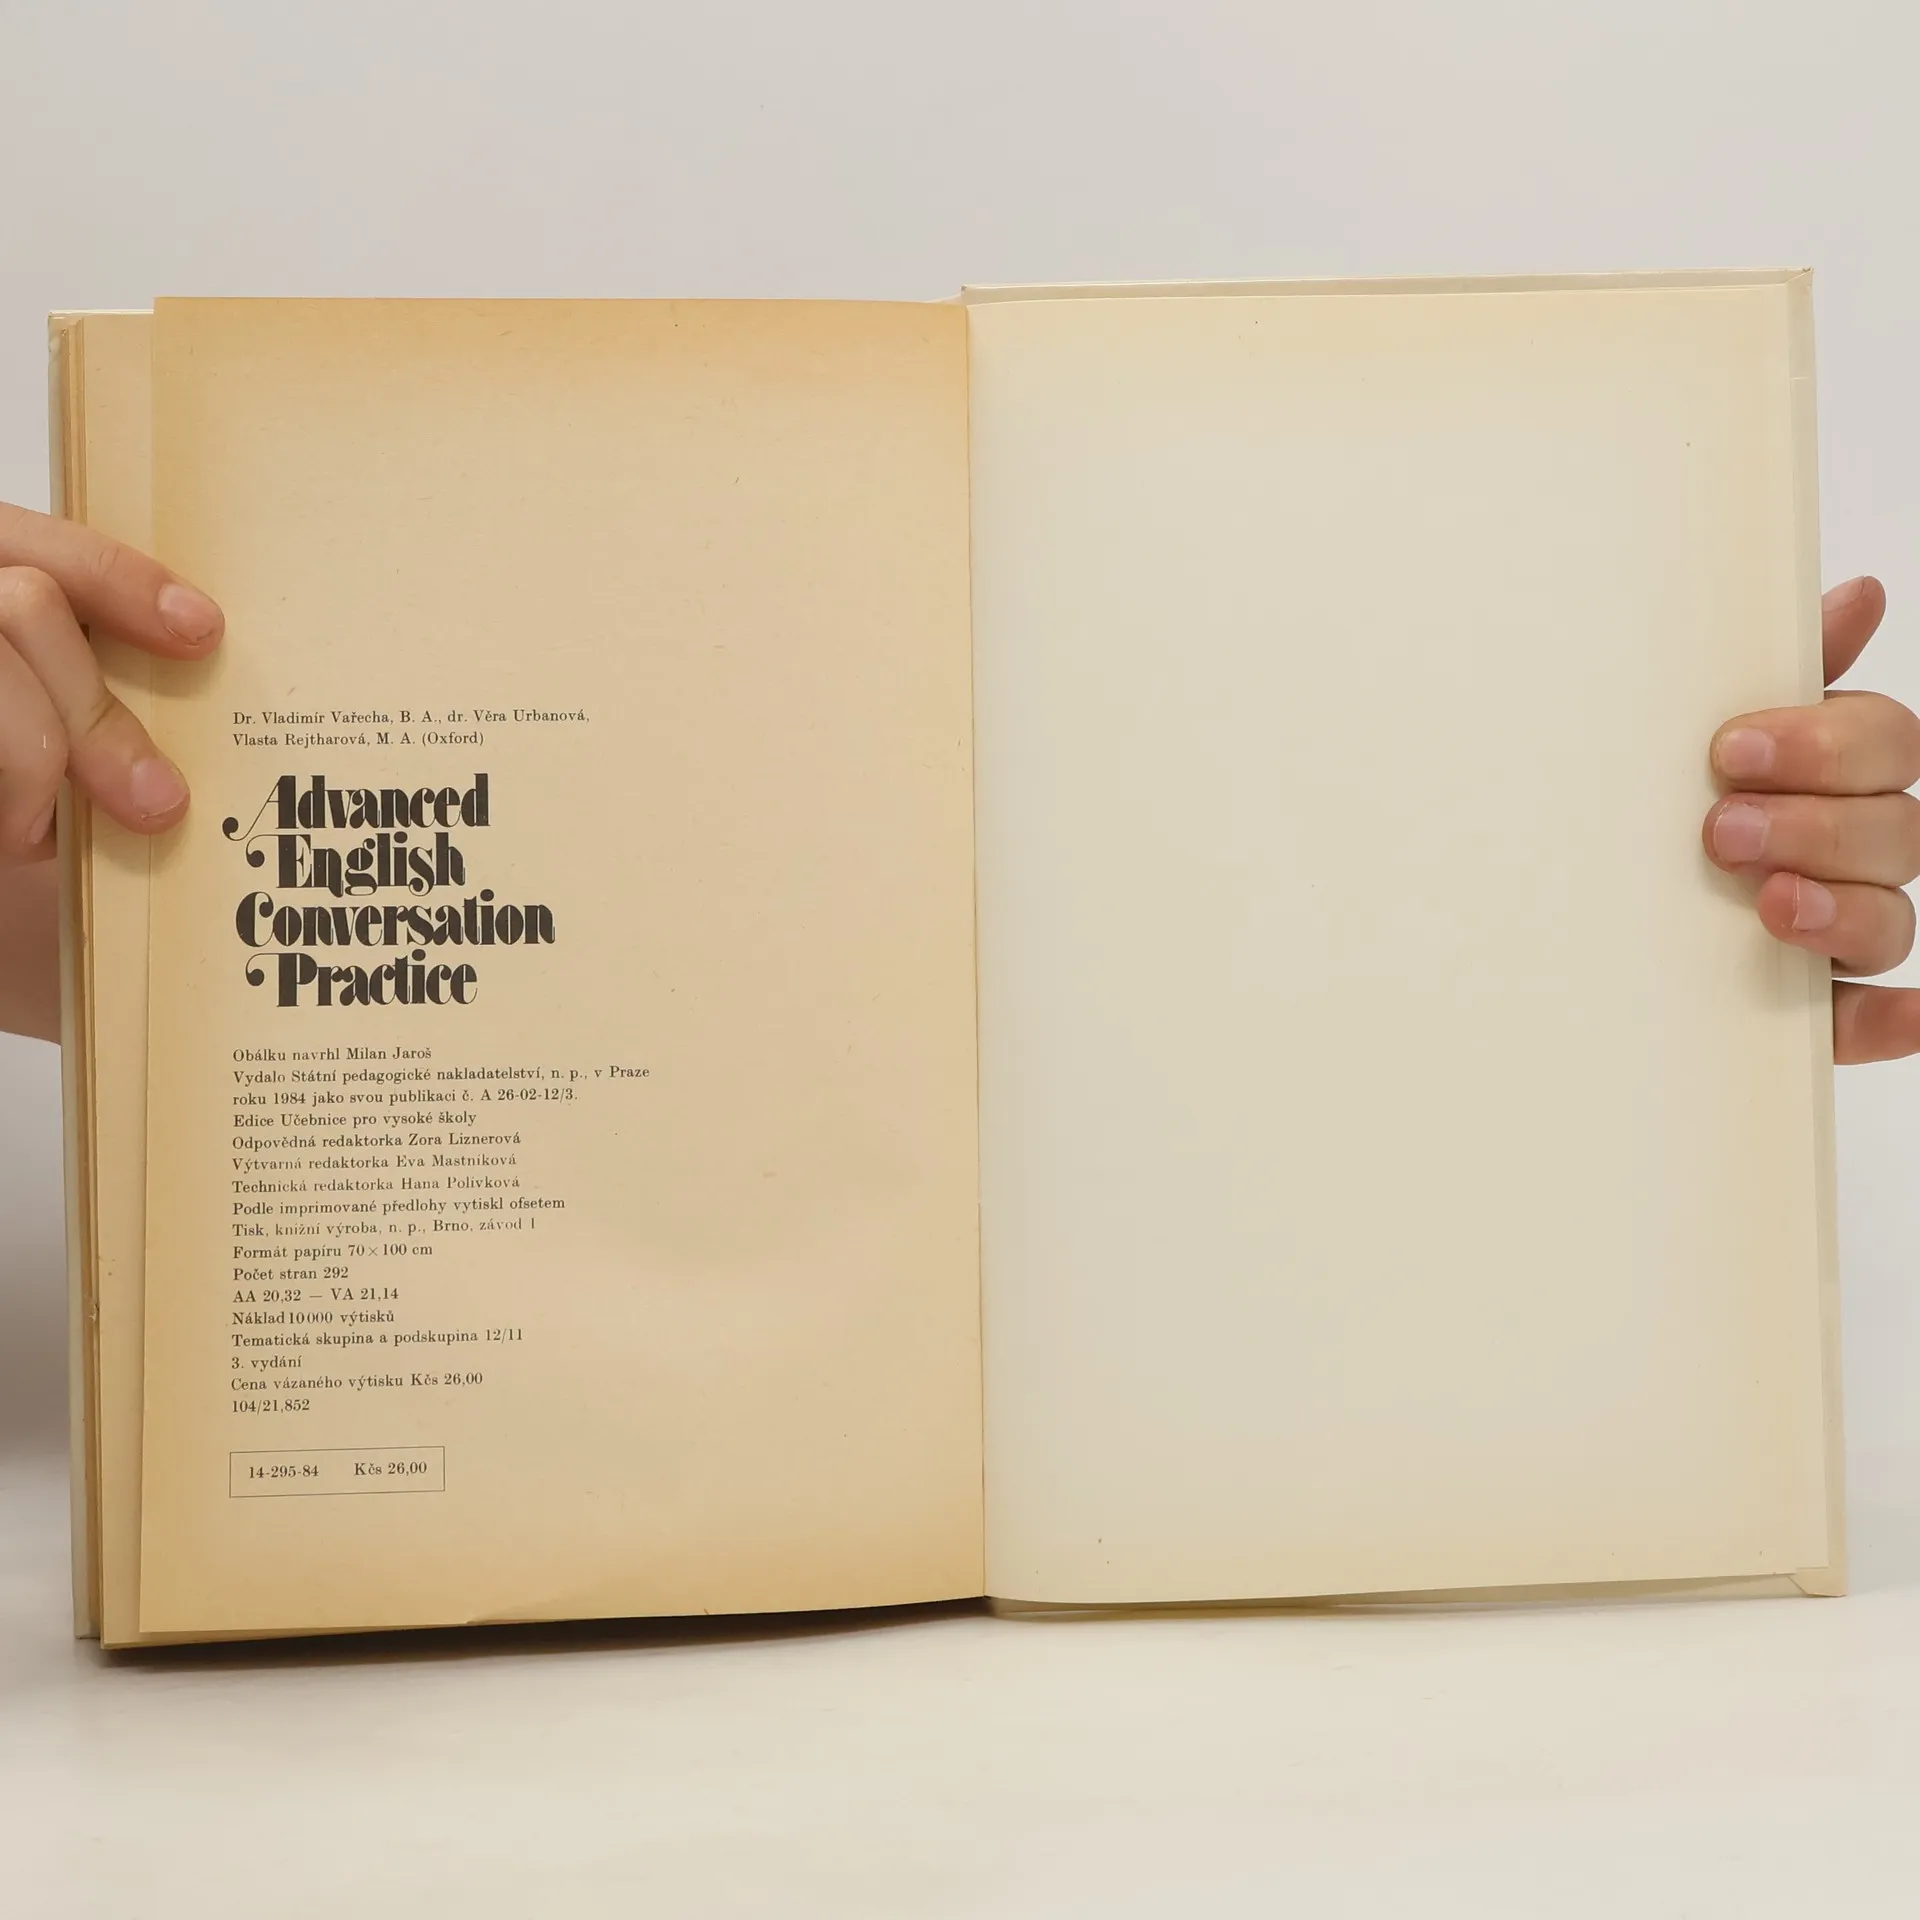 Dr. Vladimír Vařecha, B. A., dr. Věra Urbanová,
Vlasta Rejtharová, M. A. (Oxford)
Advanced
English
Conversation
Practice
Obálku navrhl Milan Jaroš
Vydalo Státní pedagogické nakladatelství, n. p., v Praze
roku 1984 jako svou publikaci č. A 26-02-12/3.
Edice Učebnice pro vysoké školy
Odpovědná redaktorka Zora Liznerová
Výtvarná redaktorka Eva Mastníková
Technická redaktorka Hana Polívková
Podle imprimované předlohy vytiskl ofsetem
Tisk, knižní výroba, n. p., Brno, závod 1
Formát papíru 70×100 cm
Počet stran 292
AA 20,32 — VA 21,14
Náklad 10 000 výtisků
Tematická skupina a podskupina 12/11
3. vydání
Cena vázaného výtisku Kčs 26,00
104/21,852
14-295-84 Kčs 26,00